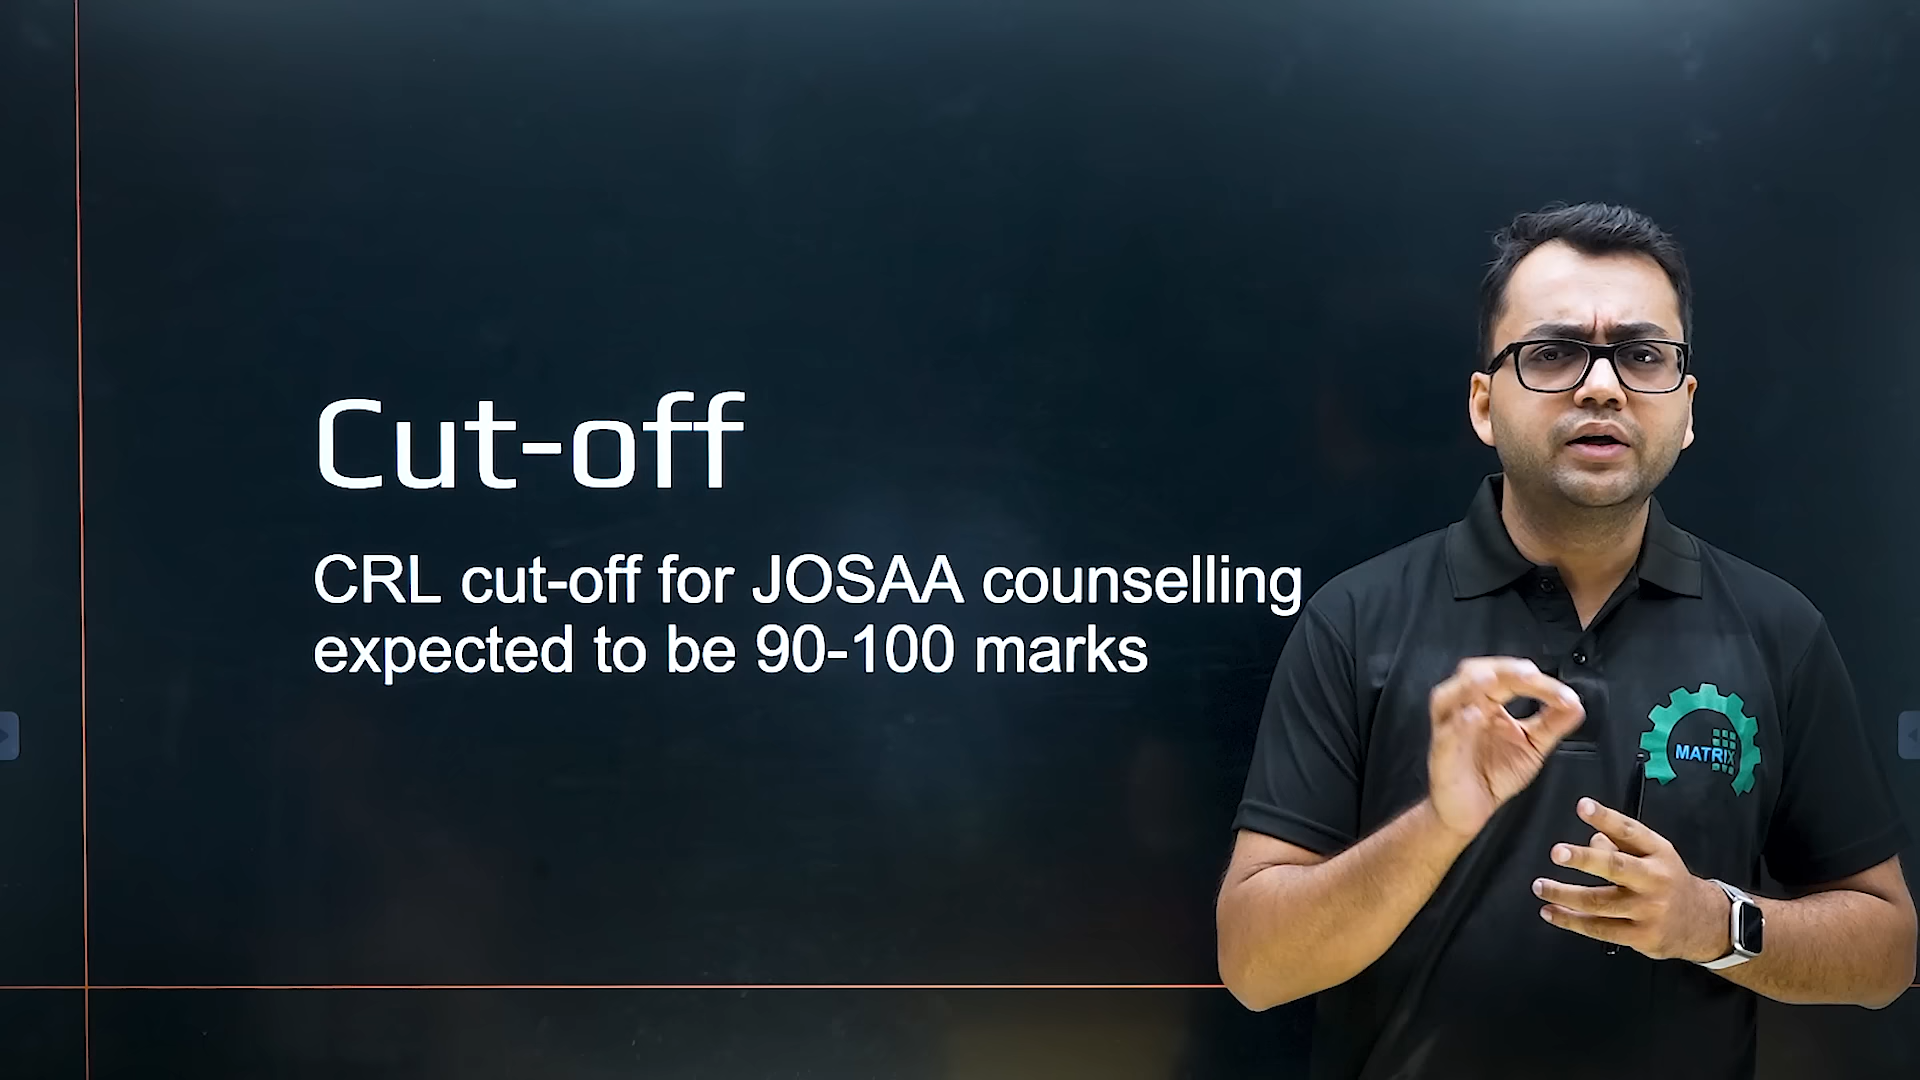 Cut-off
CRL cut-off for JOSAA counselling
expected to be 90-100 marks
MATRIX